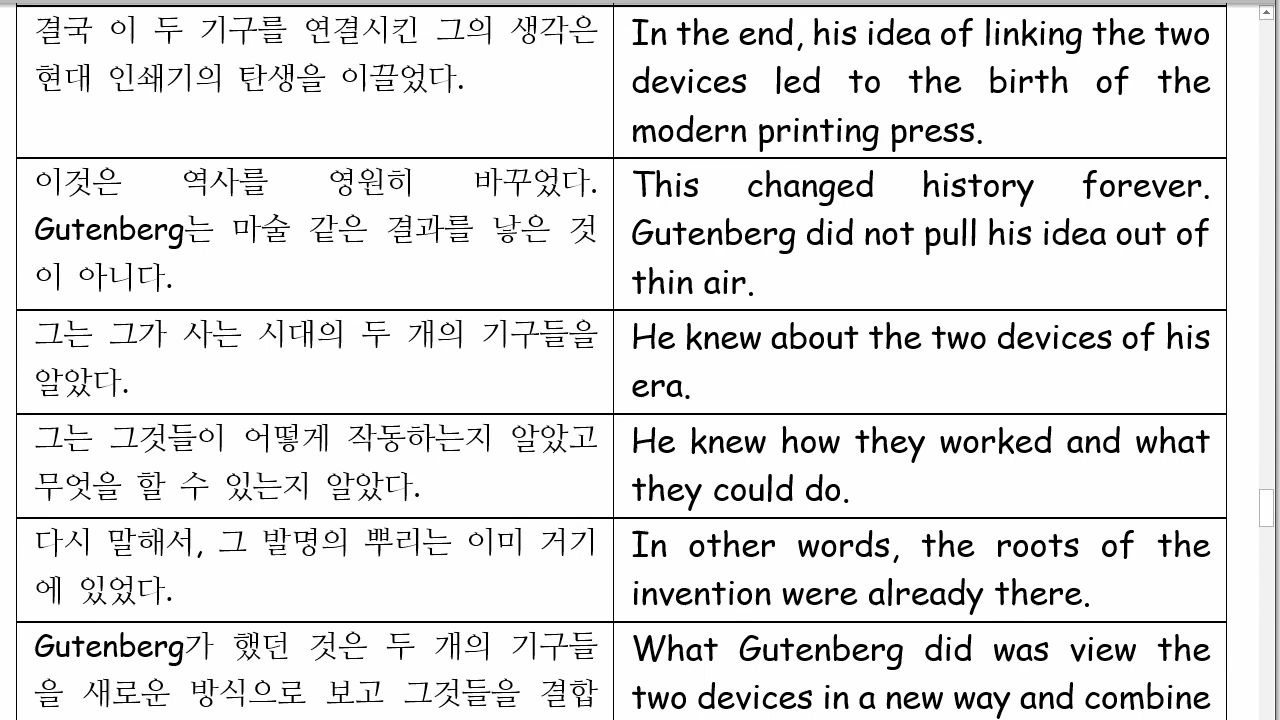 결국 이 두 기구를 연결시킨 그의 생각은
현대 인쇄기의 탄생을 이끌었다.
In the end, his idea of linking the two
devices led to the birth of the
modern printing press.
이것은 역사를 영원히 바꾸었다.
Gutenberg는 마술 같은 결과를 낳은 것
이 아니다.
This changed history forever.
Gutenberg did not pull his idea out of
thin air.
그는 그가 사는 시대의 두 개의 기구들을
알았다.
He knew about the two devices of his
era.
그는 그것들이 어떻게 작동하는지 알았고
무엇을 할 수 있는지 알았다.
He knew how they worked and what
they could do.
다시 말해서, 그 발명의 뿌리는 이미 거기
에 있었다.
In other words, the roots of the
invention were already there.
Gutenberg가 했던 것은 두 개의 기구들
을 새로운 방식으로 보고 그것들을 결합
What Gutenberg did was view the
two devices in a new way and combine